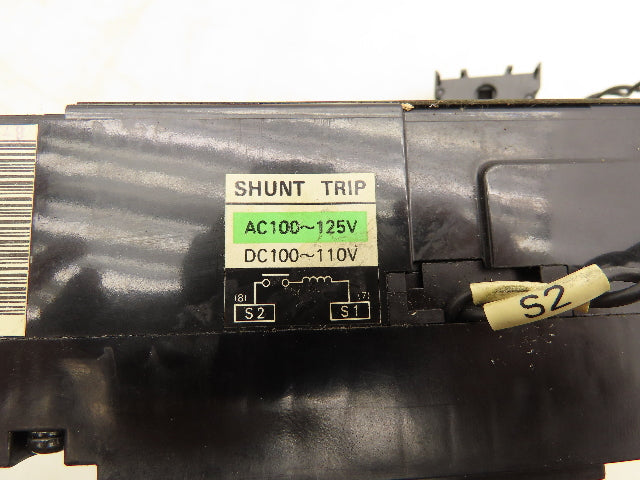 SHUNT TRIP
AC100~125V
DC100~110V
(8) (7)
S2 S1
S2